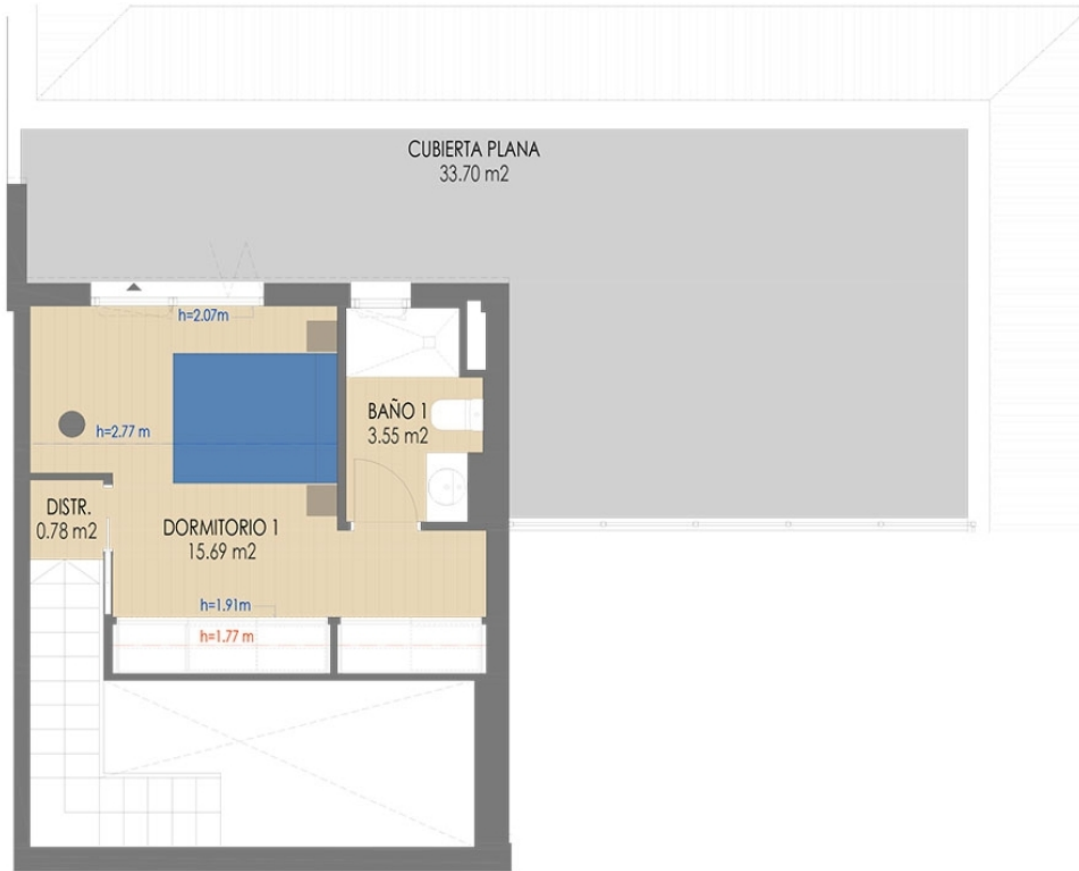 CUBIERTA PLANA
33.70 m2
h=2.07m
h=2.77 m
BAÑO 1
3.55 m2
DISTR.
0.78 m2
DORMITORIO 1
15.69 m2
h=1.91m
h=1.77 m